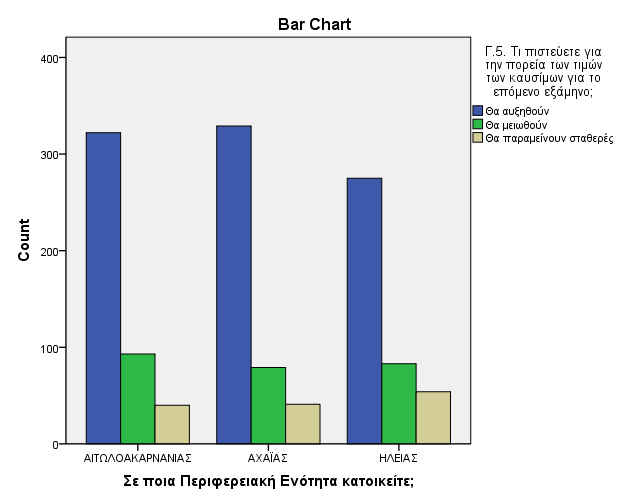 Bar Chart
Γ.5. Τι πιστεύετε για
την πορεία των τιμών
των καυσίμων για το
επόμενο εξάμηνο;
Θα αυξηθούν
Θα μειωθούν
Θα παραμείνουν σταθερές
400
300
200
100
0
Count
ΑΙΤΩΛΟΑΚΑΡΝΑΝΙΑΣ
ΑΧΑΪΑΣ
ΗΛΕΙΑΣ
Σε ποια Περιφερειακή Ενότητα κατοικείτε;